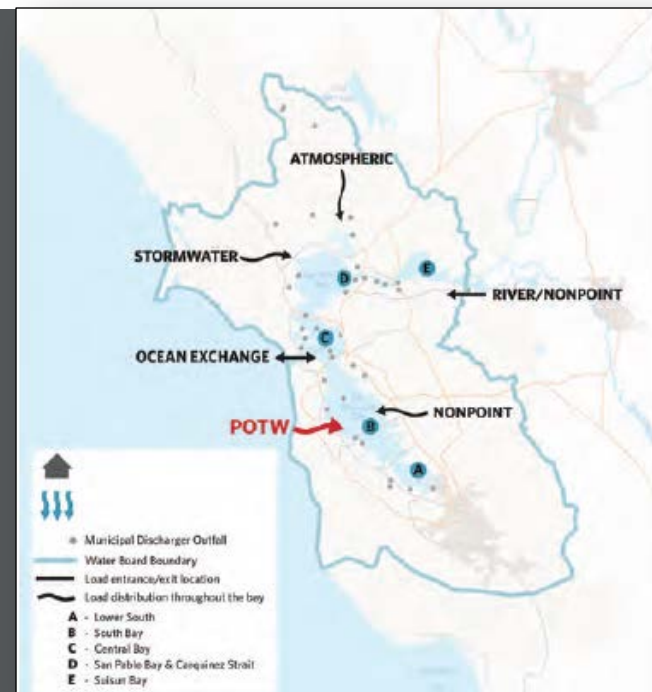 ATMOSPHERIC
STORMWATER
D
E
RIVER/NONPOINT
C
OCEAN EXCHANGE
NONPOINT
POTW
B
A
Municipal Discharger Outfall
Water Board Boundary
Load entrance/exit location
Load distribution throughout the bay
A - Lower South
B - South Bay
C - Central Bay
D - San Pablo Bay & Carquinez Strait
E - Suisun Bay